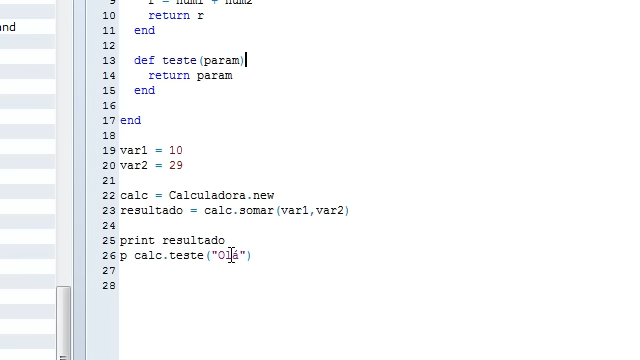 9 r = num1 + num2
nd
10 return r
11 end
12
13 def teste(param)
14 return param
15 end
16
17 end
18
19 var1 = 10
20 var2 = 29
21
22 calc = Calculadora.new
23 resultado = calc.somar(var1,var2)
24
25 print resultado
26 p calc.teste("Olá")
27
28